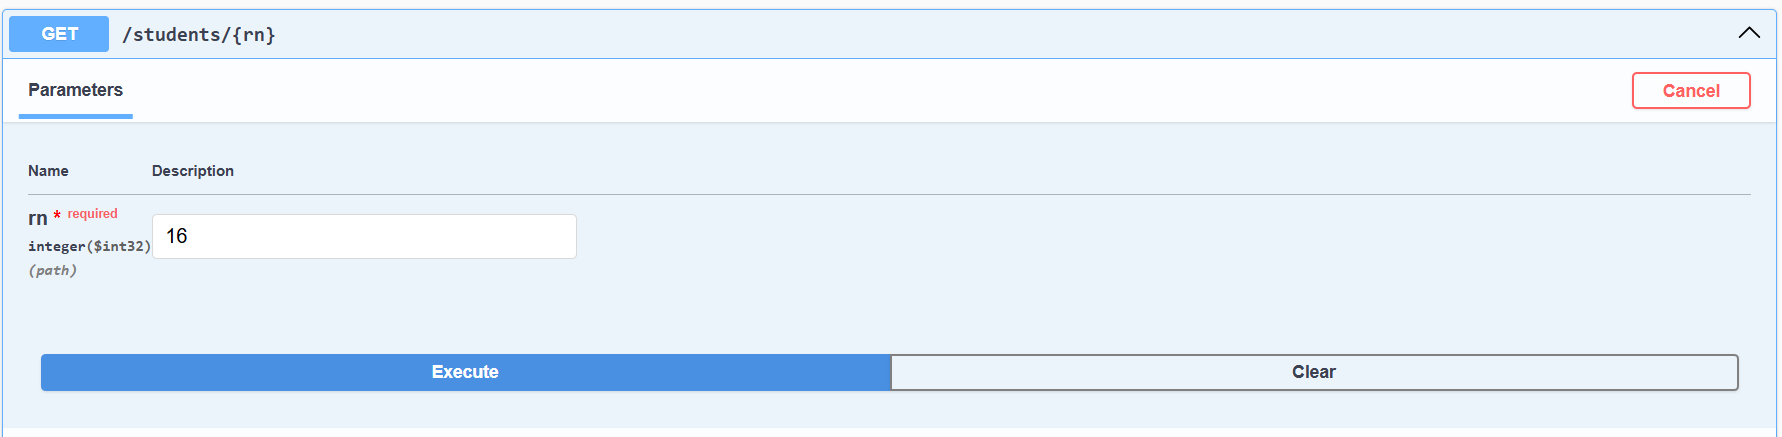 GET /students/{rn}
Parameters
Cancel
Name Description
rn * required
integer($int32)
(path)
16
Execute Clear